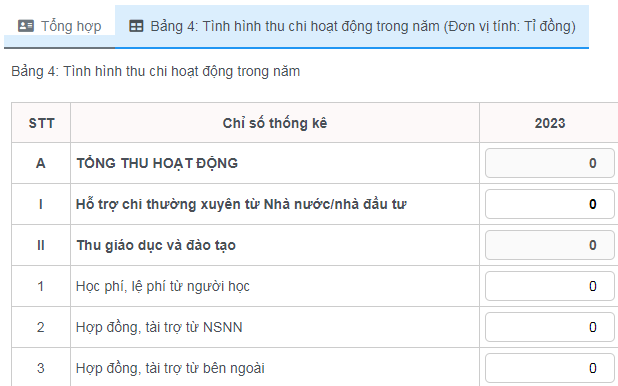 Tổng hợp
Bảng 4: Tình hình thu chi hoạt động trong năm (Đơn vị tính: Tỉ đồng)
Bảng 4: Tình hình thu chi hoạt động trong năm
STT Chỉ số thống kê 2023
A TỔNG THU HOẠT ĐỘNG 0
I Hỗ trợ chi thường xuyên từ Nhà nước/nhà đầu tư 0
II Thu giáo dục và đào tạo 0
1 Học phí, lệ phí từ người học 0
2 Hợp đồng, tài trợ từ NSNN 0
3 Hợp đồng, tài trợ từ bên ngoài 0